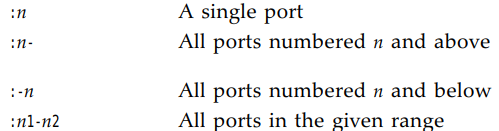 :n A single port
:n- All ports numbered n and above
:-n All ports numbered n and below
:n1-n2 All ports in the given range